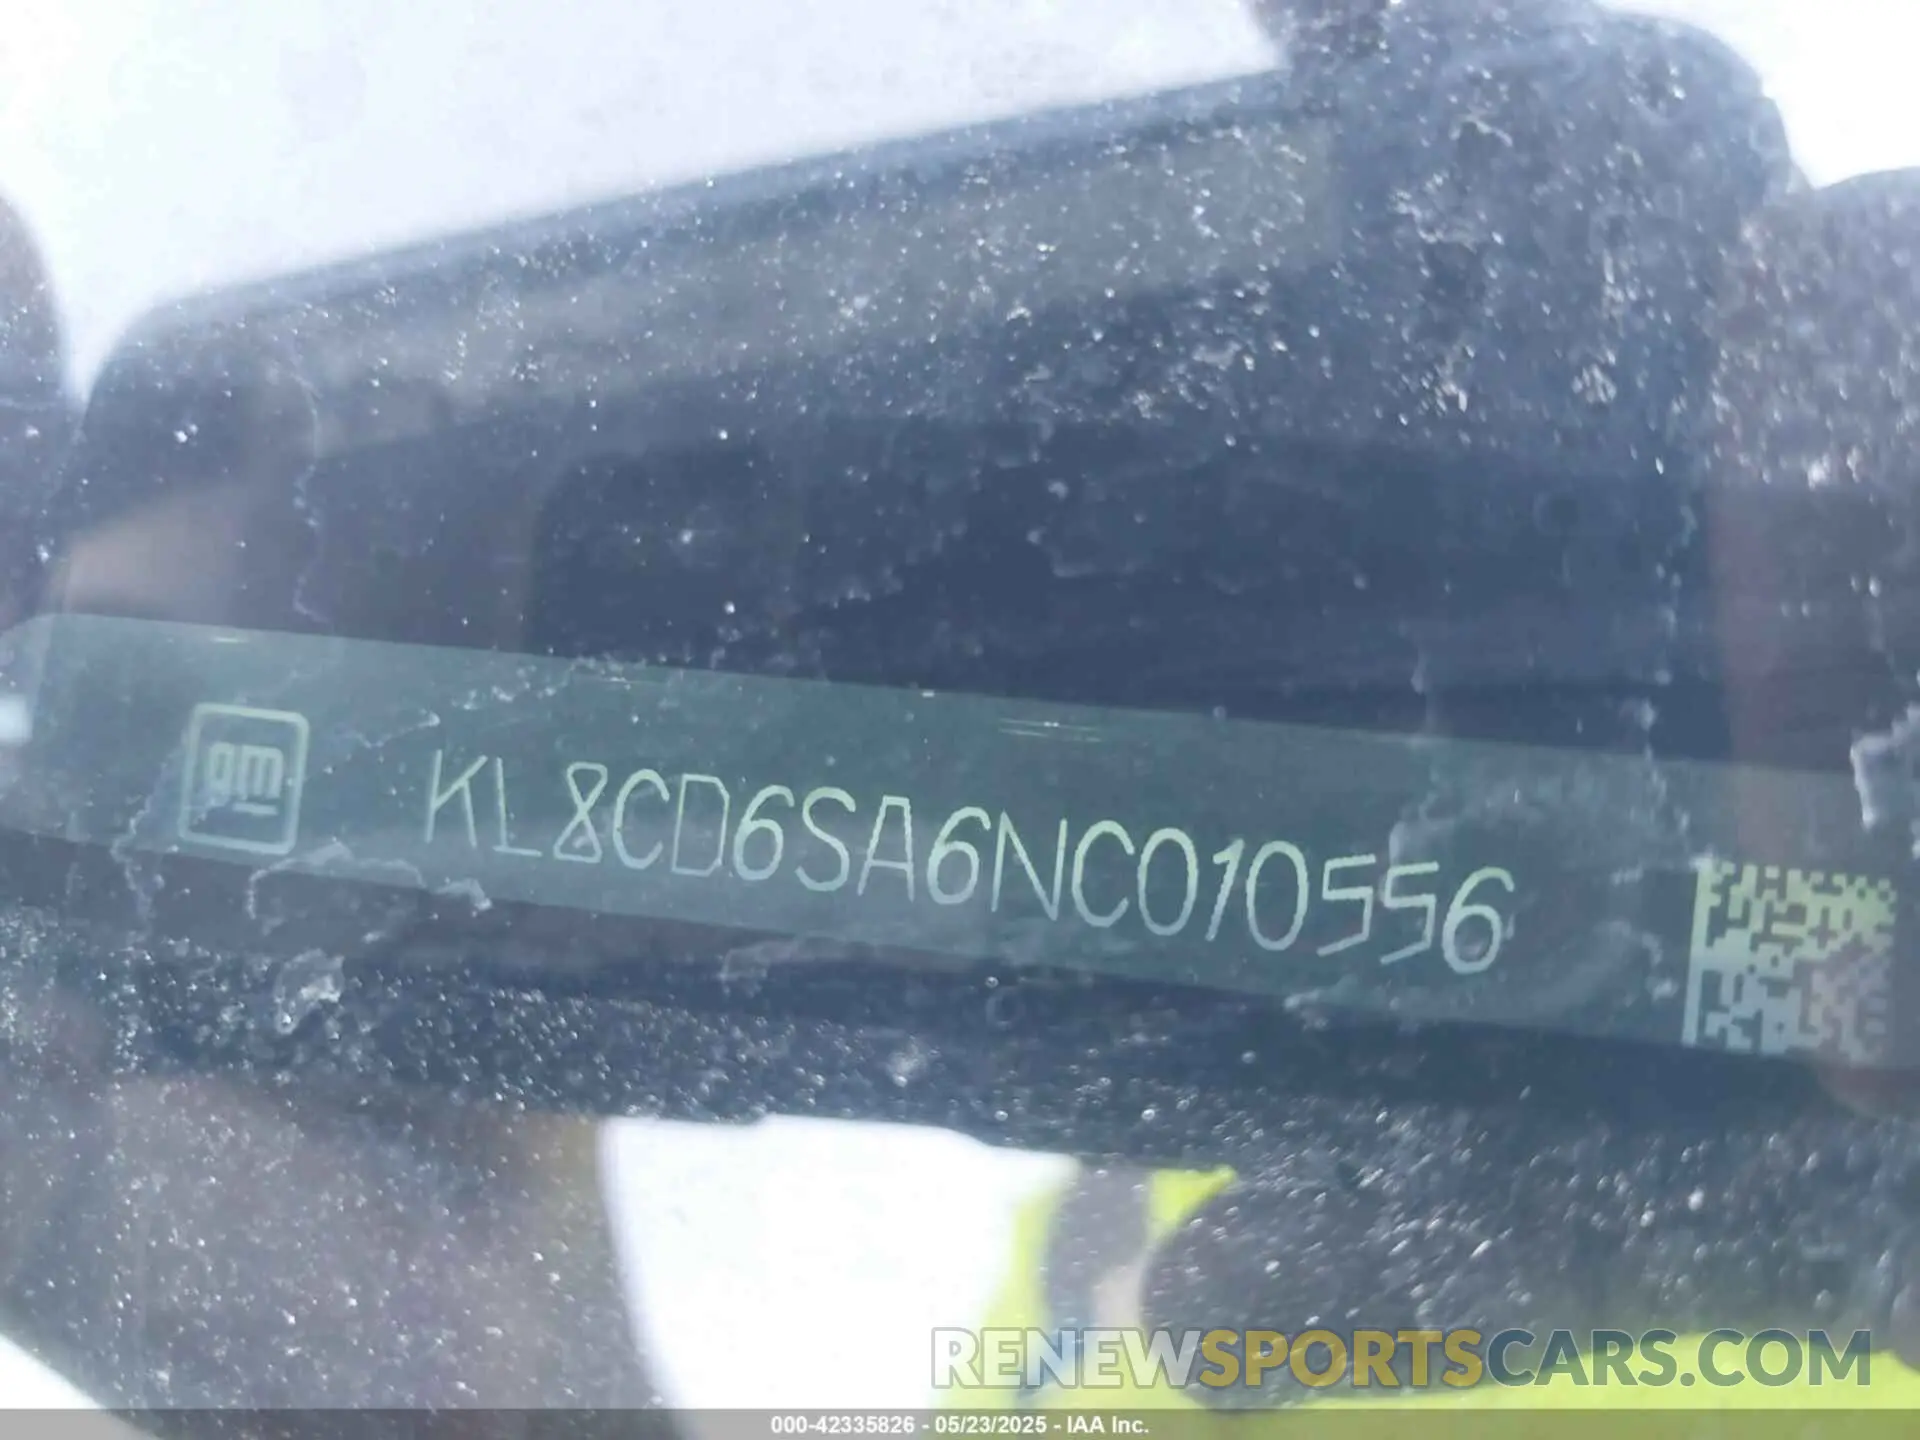 gm KL8CD6SA6NC010556
RENEWSPORTSCARS.COM
000-42335826 - 05/23/2025 - IAA Inc.